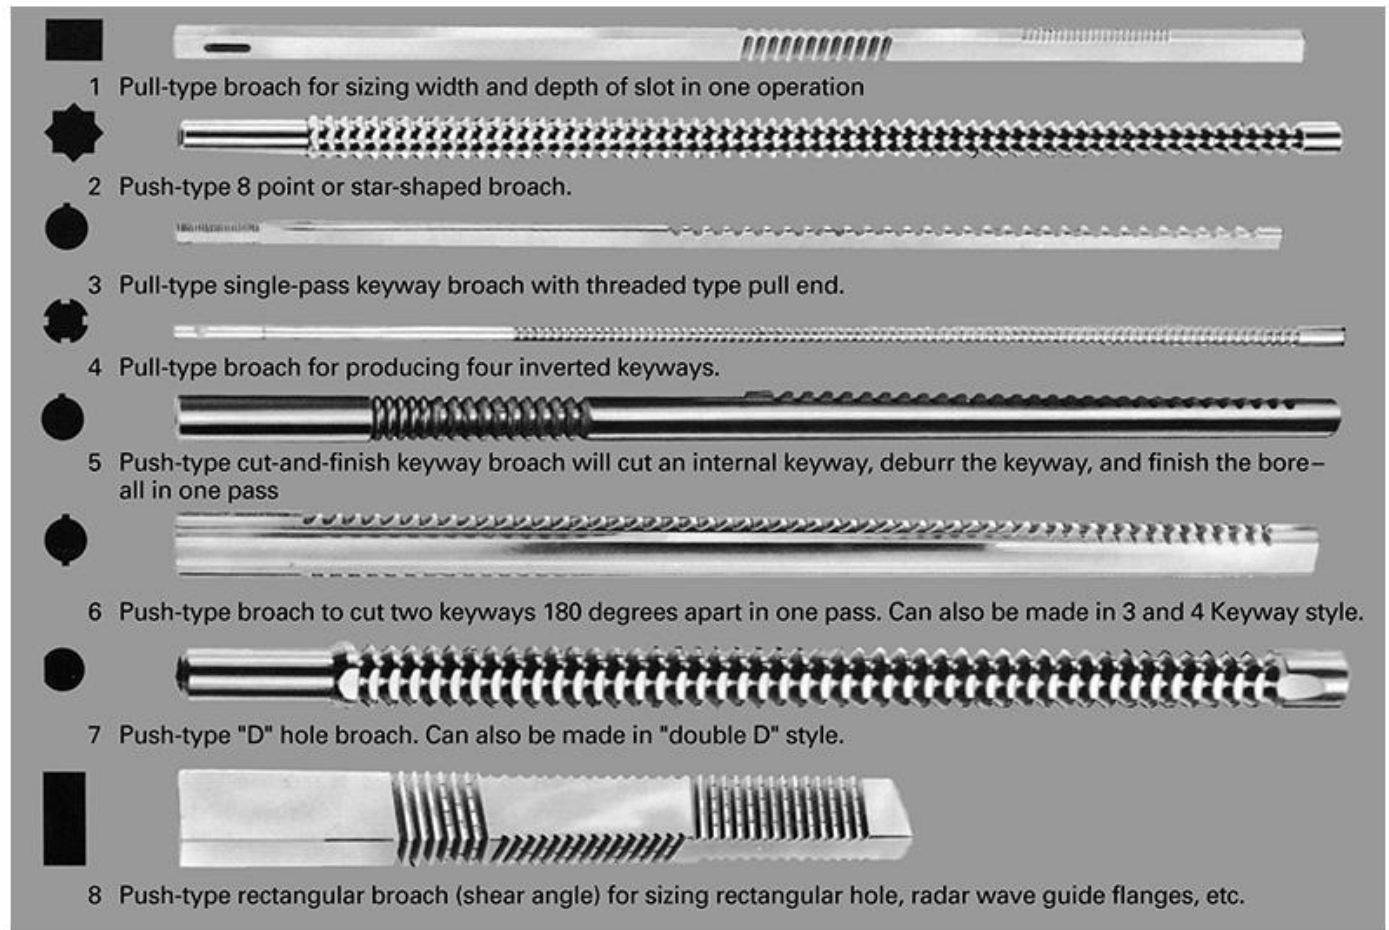 1 Pull-type broach for sizing width and depth of slot in one operation
2 Push-type 8 point or star-shaped broach.
3 Pull-type single-pass keyway broach with threaded type pull end.
4 Pull-type broach for producing four inverted keyways.
5 Push-type cut-and-finish keyway broach will cut an internal keyway, deburr the keyway, and finish the bore–
all in one pass
6 Push-type broach to cut two keyways 180 degrees apart in one pass. Can also be made in 3 and 4 Keyway style.
7 Push-type "D" hole broach. Can also be made in "double D" style.
8 Push-type rectangular broach (shear angle) for sizing rectangular hole, radar wave guide flanges, etc.